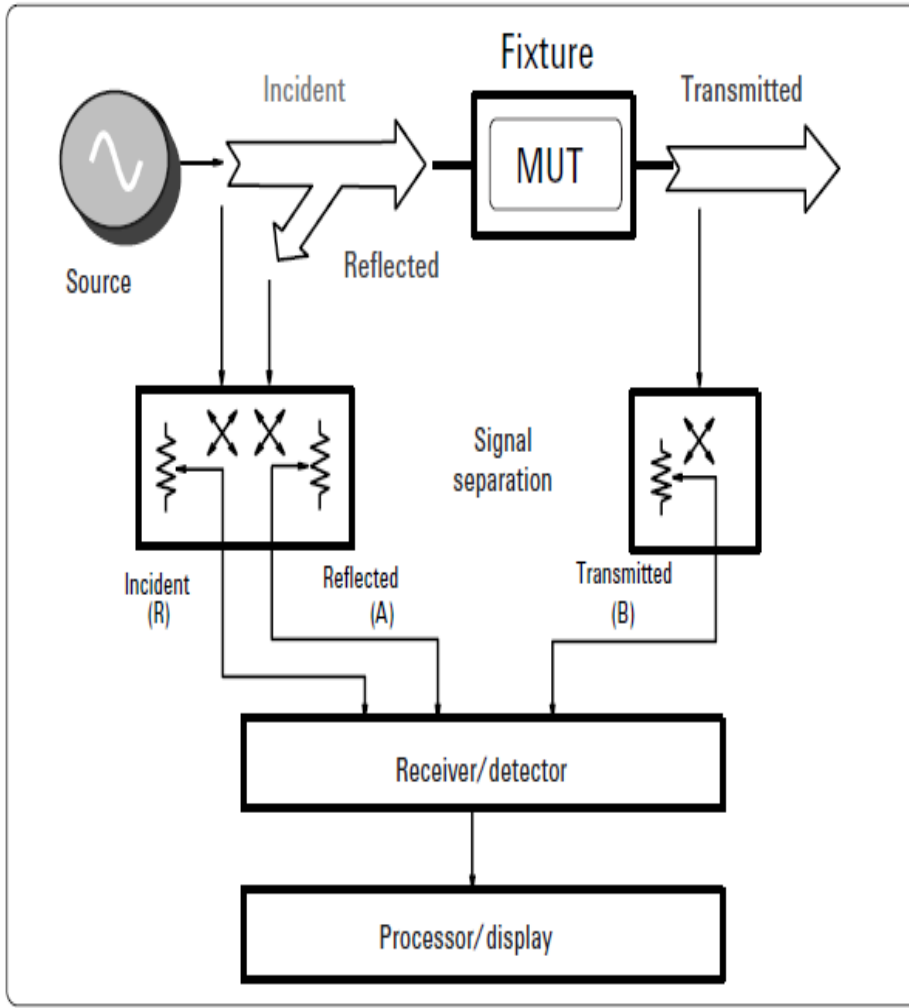 Fixture
Incident
Transmitted
MUT
Reflected
Source
Signal
separation
Incident
(R)
Reflected
(A)
Transmitted
(B)
Receiver/detector
Processor/display